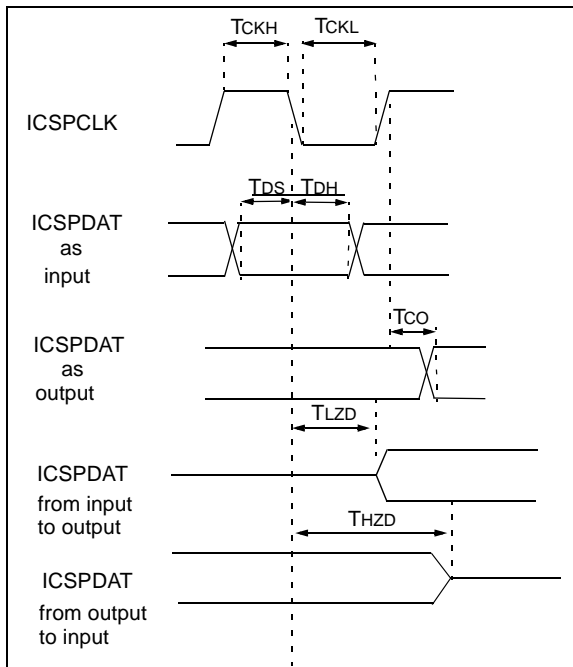 TCKH
TCKL
ICSPCLK
TDS
TDH
ICSPDAT
as
input
TCO
ICSPDAT
as
output
TLZD
ICSPDAT
from input
to output
THZD
ICSPDAT
from output
to input